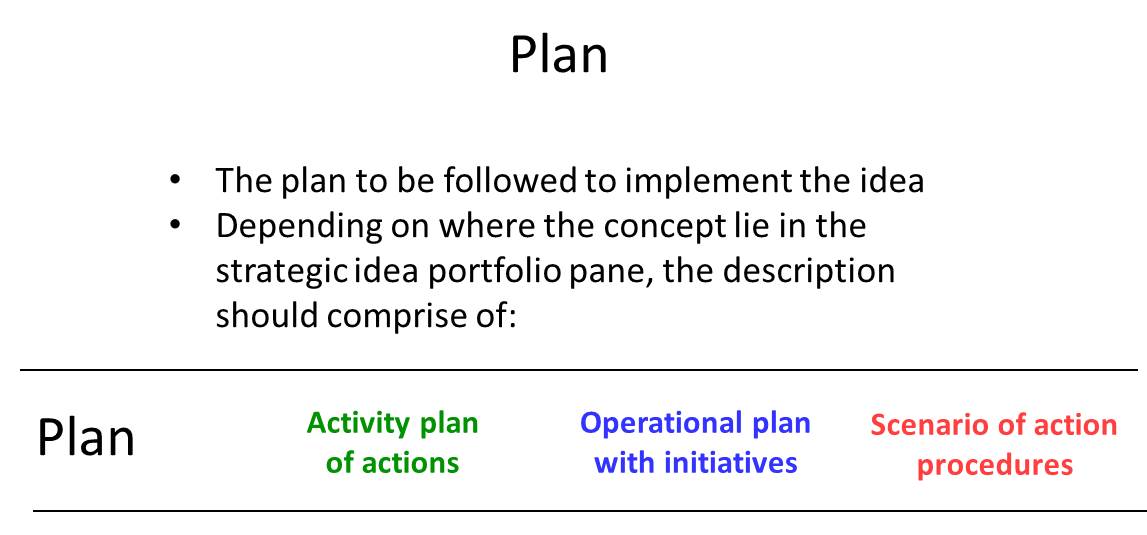 Plan
• The plan to be followed to implement the idea
• Depending on where the concept lie in the
strategic idea portfolio pane, the description
should comprise of:
Plan
Activity plan
of actions
Operational plan
with initiatives
Scenario of action
procedures